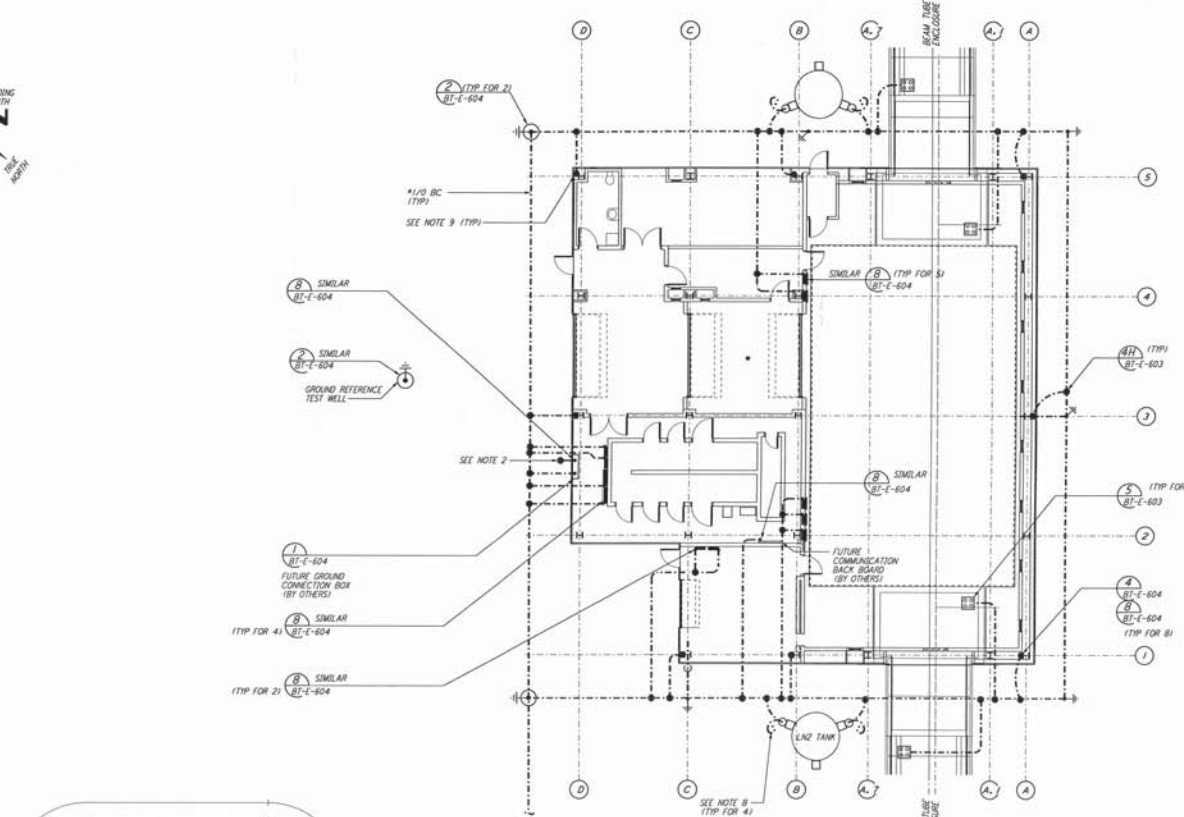 D
C
B
A.7
BEAM TUBE
ENCLOSURE
A.1
A
2 (TYP FOR 2)
BT-E-604
TRUE
NORTH
*1/0 BC
(TYP)
SEE NOTE 9 (TYP)
5
8 SIMILAR
BT-E-604
SIMILAR 8 (TYP FOR 5)
BT-E-604
4
2 SIMILAR
BT-E-604
GROUND REFERENCE
TEST WELL
4H (TYP)
BT-E-603
3
SEE NOTE 2
8 SIMILAR
BT-E-604
5 (TYP FOR
BT-E-603
2
1
BT-E-604
FUTURE GROUND
CONNECTION BOX
(BY OTHERS)
FUTURE
COMMUNICATION
BACK BOARD
(BY OTHERS)
4
BT-E-604
8
BT-E-604
(TYP FOR 8)
8 SIMILAR
(TYP FOR 4) BT-E-604
1
8 SIMILAR
(TYP FOR 2) BT-E-604
LN2 TANK
SEE NOTE 8
(TYP FOR 4)
D
C
B
A.7
A.1
A